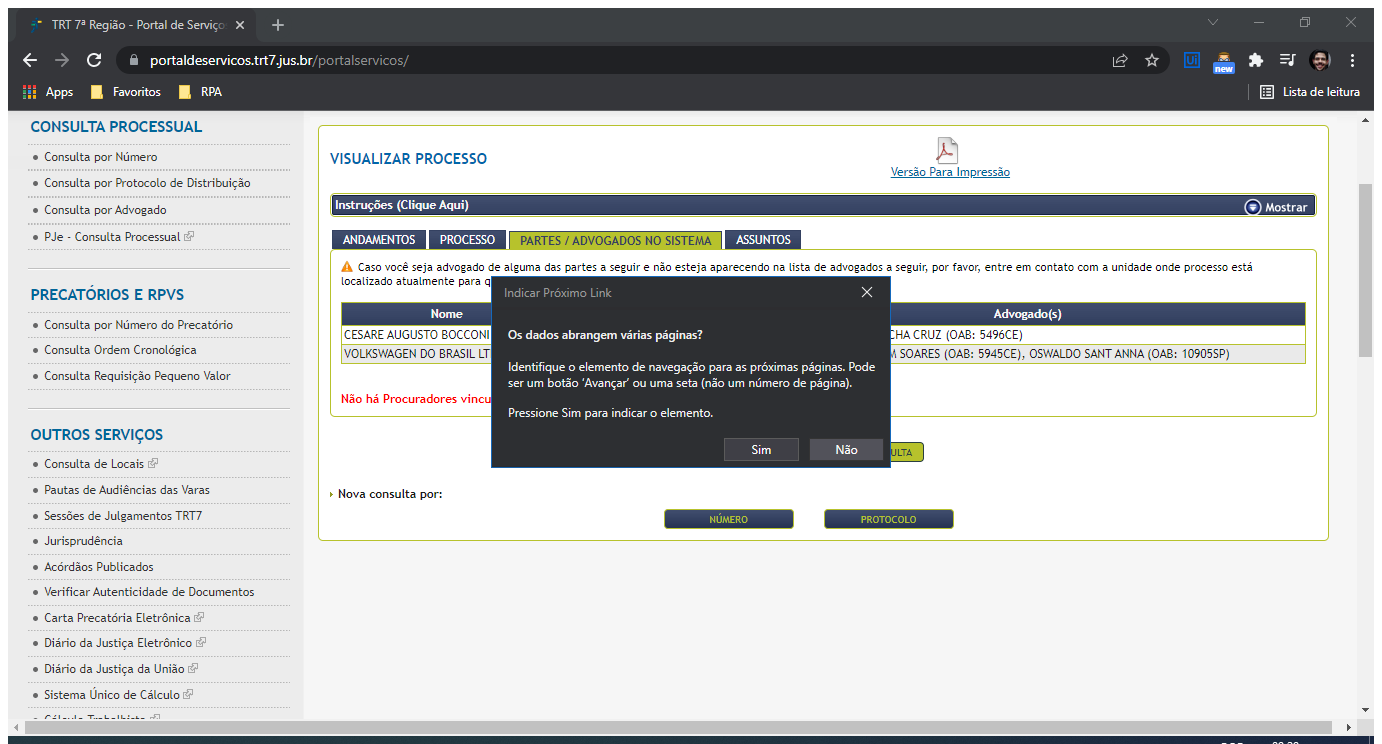 TRT 7ª Região - Portal de Serviço
portaldeservicos.trt7.jus.br/portalservicos/
Ui
new
Apps
Favoritos
RPA
Lista de leitura
CONSULTA PROCESSUAL
Consulta por Número
Consulta por Protocolo de Distribuição
Consulta por Advogado
PJe - Consulta Processual
PRECATÓRIOS E RPVS
Consulta por Número do Precatório
Consulta Ordem Cronológica
Consulta Requisição Pequeno Valor
OUTROS SERVIÇOS
Consulta de Locais
Pautas de Audiências das Varas
Sessões de Julgamentos TRT7
Jurisprudência
Acórdãos Publicados
Verificar Autenticidade de Documentos
Carta Precatória Eletrônica
Diário da Justiça Eletrônico
Diário da Justiça da União
Sistema Único de Cálculo
VISUALIZAR PROCESSO
Versão Para Impressão
Instruções (Clique Aqui)
Mostrar
ANDAMENTOS
PROCESSO
PARTES / ADVOGADOS NO SISTEMA
ASSUNTOS
Caso você seja advogado de alguma das partes a seguir e não esteja aparecendo na lista de advogados a seguir, por favor, entre em contato com a unidade onde processo está
localizado atualmente para q
Nome
Advogado(s)
CESARE AUGUSTO BOCCONI
CHA CRUZ (OAB: 5496CE)
VOLKSWAGEN DO BRASIL LT
M SOARES (OAB: 5945CE), OSWALDO SANT ANNA (OAB: 10905SP)
Não há Procuradores vincu
Indicar Próximo Link
Os dados abrangem várias páginas?
Identifique o elemento de navegação para as próximas páginas. Pode
ser um botão ‘Avançar’ ou uma seta (não um número de página).
Pressione Sim para indicar o elemento.
Sim
Não
ULTA
Nova consulta por:
NÚMERO
PROTOCOLO